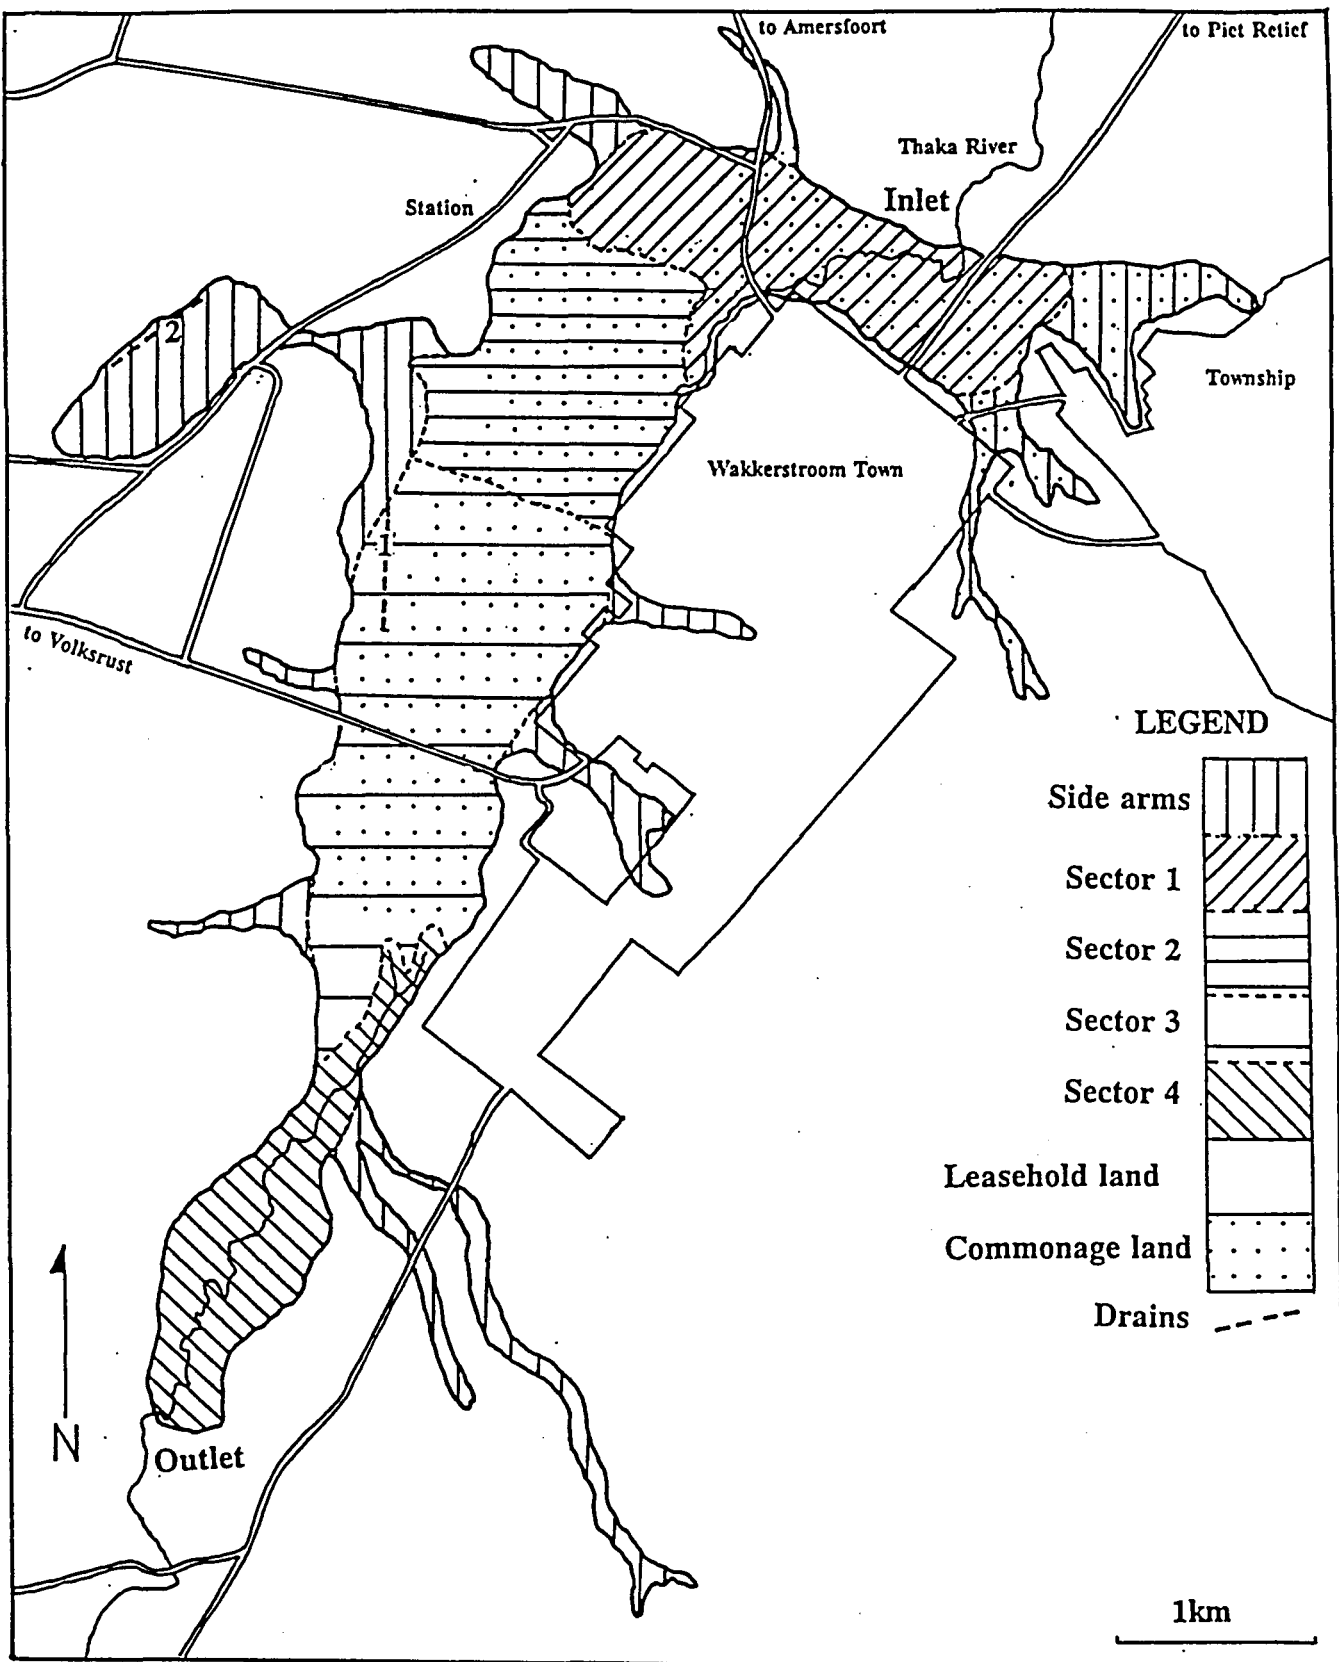 to Amersfoort
to Piet Retief
Thaka River
Inlet
Station
2
Township
Wakkerstroom Town
1
to Volksrust
LEGEND
Side arms
Sector 1
Sector 2
Sector 3
Sector 4
Leasehold land
Commonage land
Drains
N
Outlet
1km